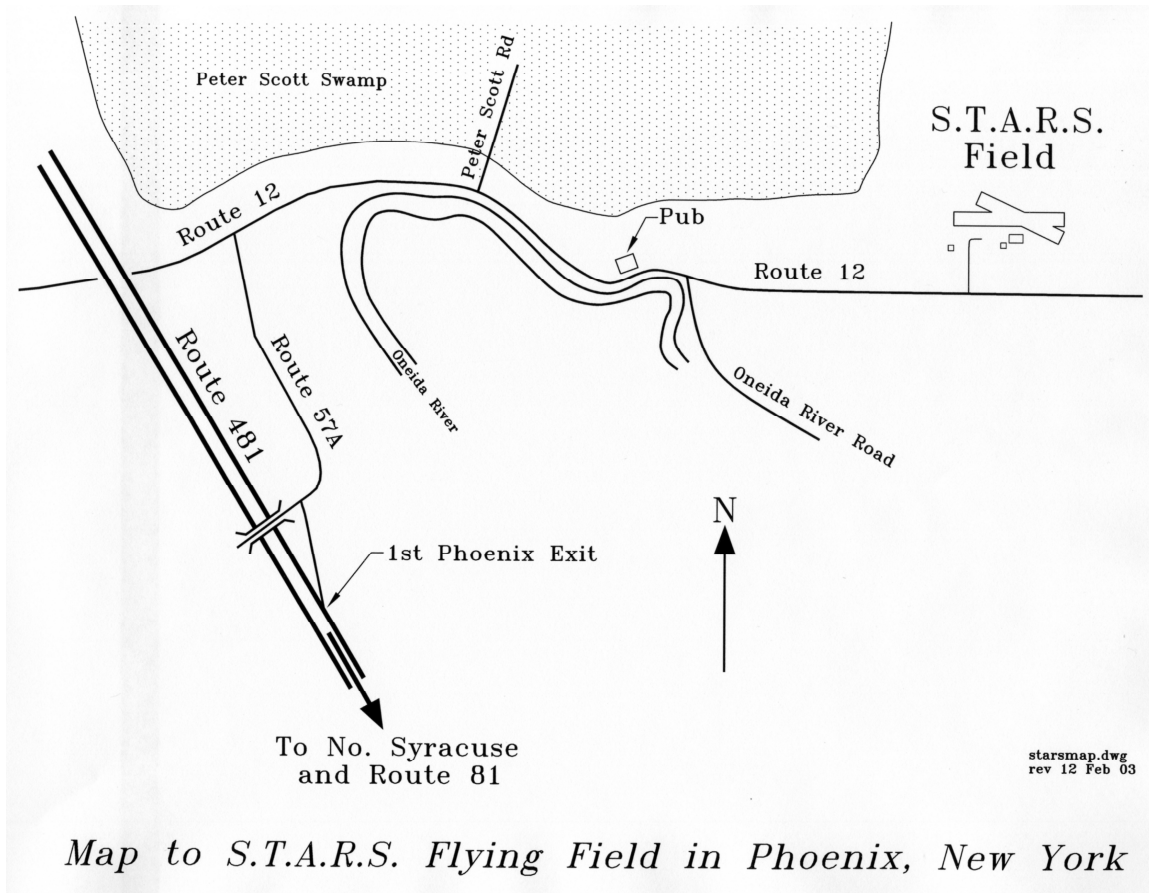 Peter Scott Swamp
Peter Scott Rd
S.T.A.R.S.
Field
Route 12
Pub
Route 12
Route 481
Route 57A
Oneida River
Oneida River Road
N
1st Phoenix Exit
To No. Syracuse
and Route 81
starsmap.dwg
rev 12 Feb 03
Map to S.T.A.R.S. Flying Field in Phoenix, New York